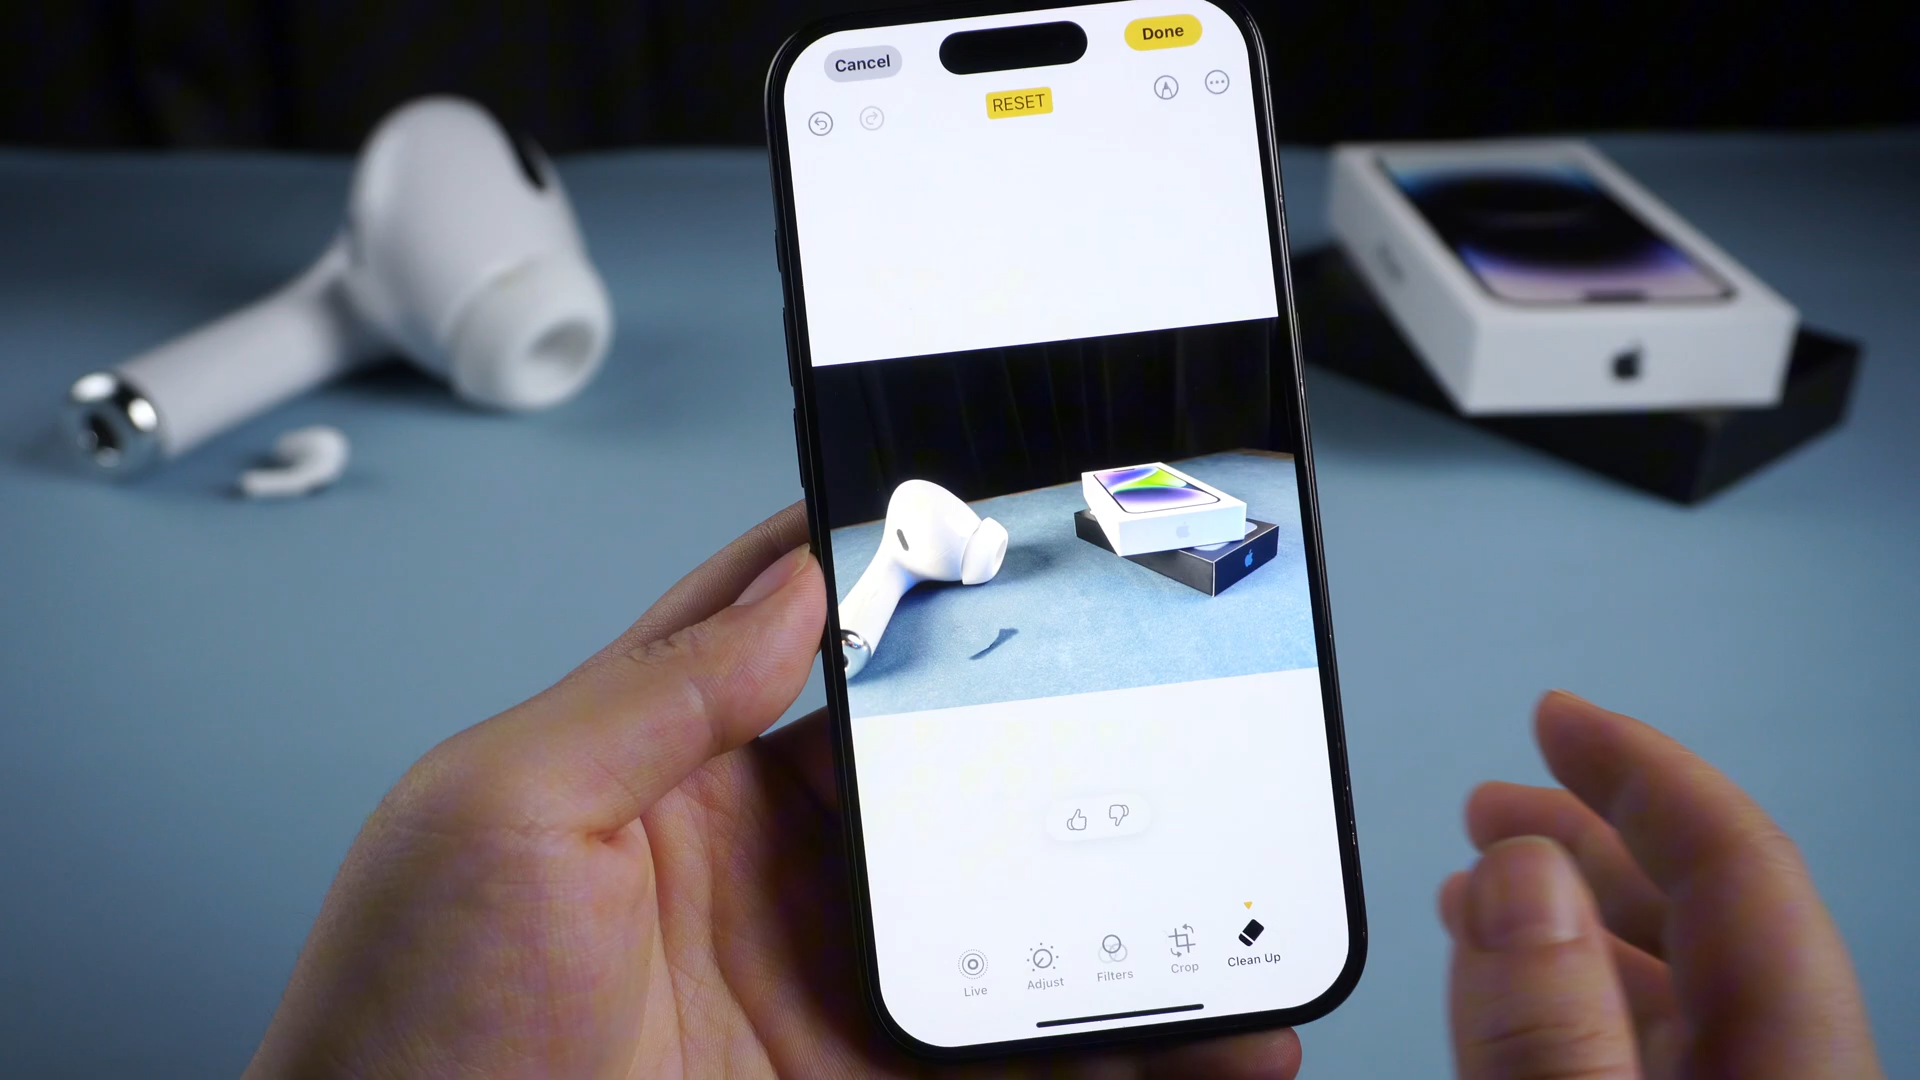 Cancel
Done
RESET
Live
Adjust
Filters
Crop
Clean Up